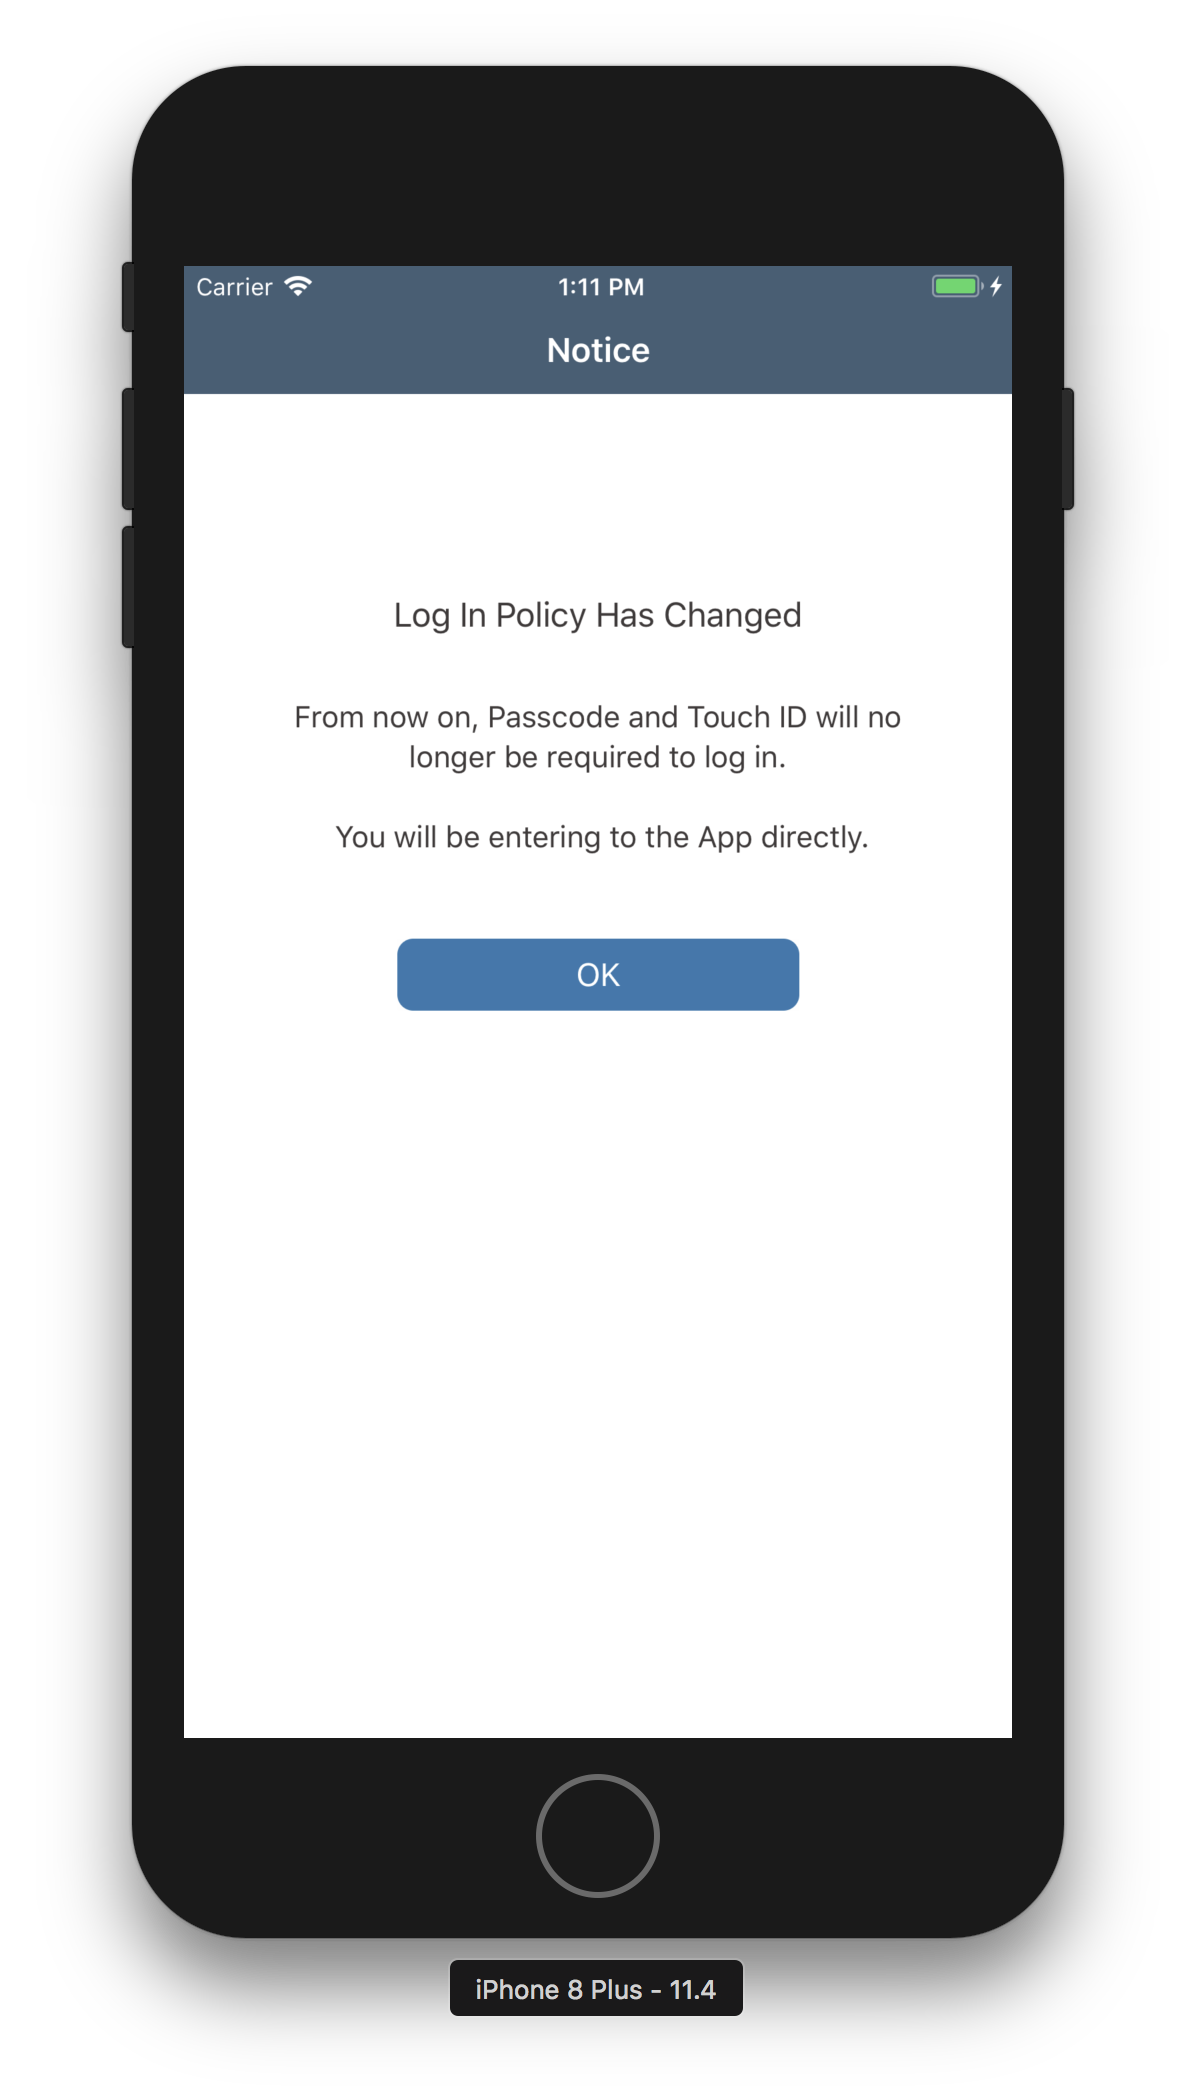 Carrier
1:11 PM
Notice
Log In Policy Has Changed
From now on, Passcode and Touch ID will no
longer be required to log in.
You will be entering to the App directly.
OK
iPhone 8 Plus - 11.4